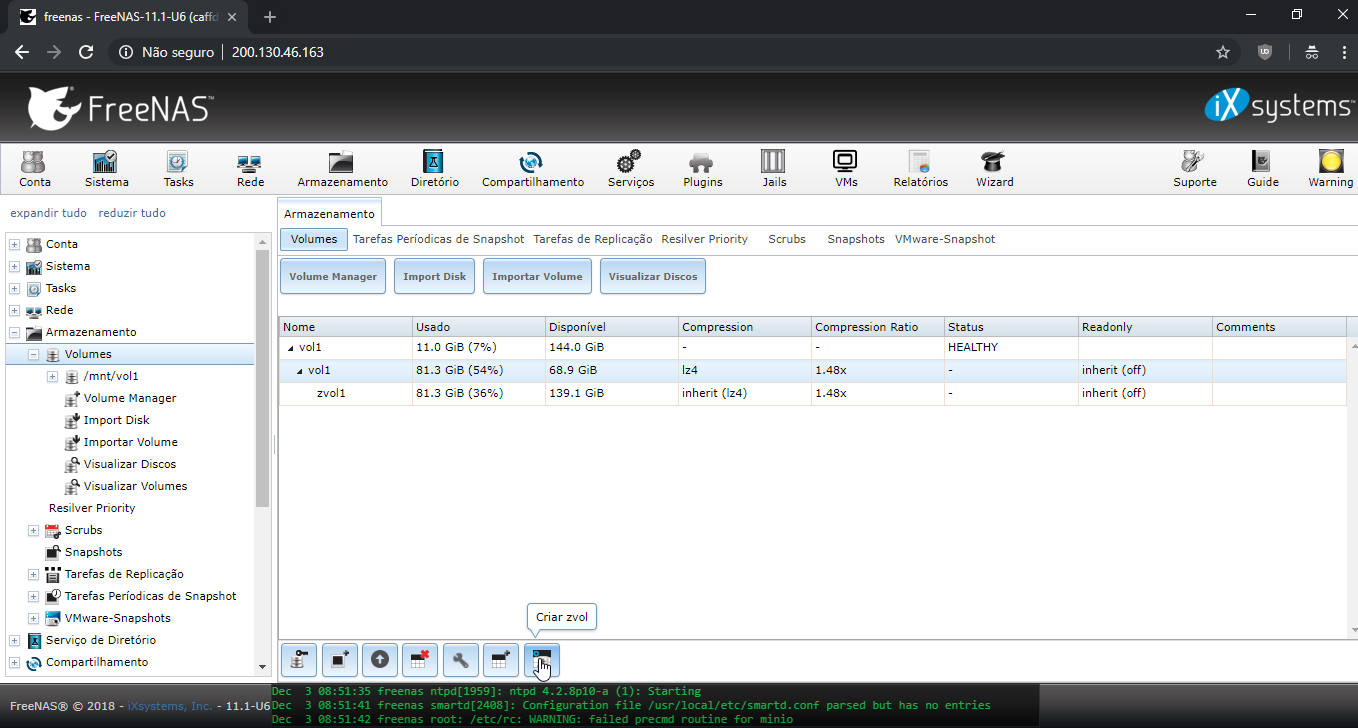 freenas - FreeNAS-11.1-U6 (caffd
Não seguro
200.130.46.163
FreeNAS™
iXsystems™
Conta
Sistema
Tasks
Rede
Armazenamento
Diretório
Compartilhamento
Serviços
Plugins
Jails
VMs
Relatórios
Wizard
Suporte
Guide
Warning
expandir tudo reduzir tudo
Conta
Sistema
Tasks
Rede
Armazenamento
Volumes
/mnt/vol1
Volume Manager
Import Disk
Importar Volume
Visualizar Discos
Visualizar Volumes
Resilver Priority
Scrubs
Snapshots
Tarefas de Replicação
Tarefas Períodicas de Snapshot
VMware-Snapshots
Serviço de Diretório
Compartilhamento
Armazenamento
Volumes Tarefas Períodicas de Snapshot Tarefas de Replicação Resilver Priority Scrubs Snapshots VMware-Snapshot
Volume Manager Import Disk Importar Volume Visualizar Discos
Nome Usado Disponível Compression Compression Ratio Status Readonly Comments
vol1 11.0 GiB (7%) 144.0 GiB - - HEALTHY
vol1 81.3 GiB (54%) 68.9 GiB lz4 1.48x - inherit (off)
zvol1 81.3 GiB (36%) 139.1 GiB inherit (lz4) 1.48x - inherit (off)
Criar zvol
FreeNAS® © 2018 - iXsystems, Inc. - 11.1-U6
Dec 3 08:51:35 freenas ntpd[1959]: ntpd 4.2.8p10-a (1): Starting
Dec 3 08:51:41 freenas smartd[2408]: Configuration file /usr/local/etc/smartd.conf parsed but has no entries
Dec 3 08:51:42 freenas root: /etc/rc: WARNING: failed precmd routine for minio